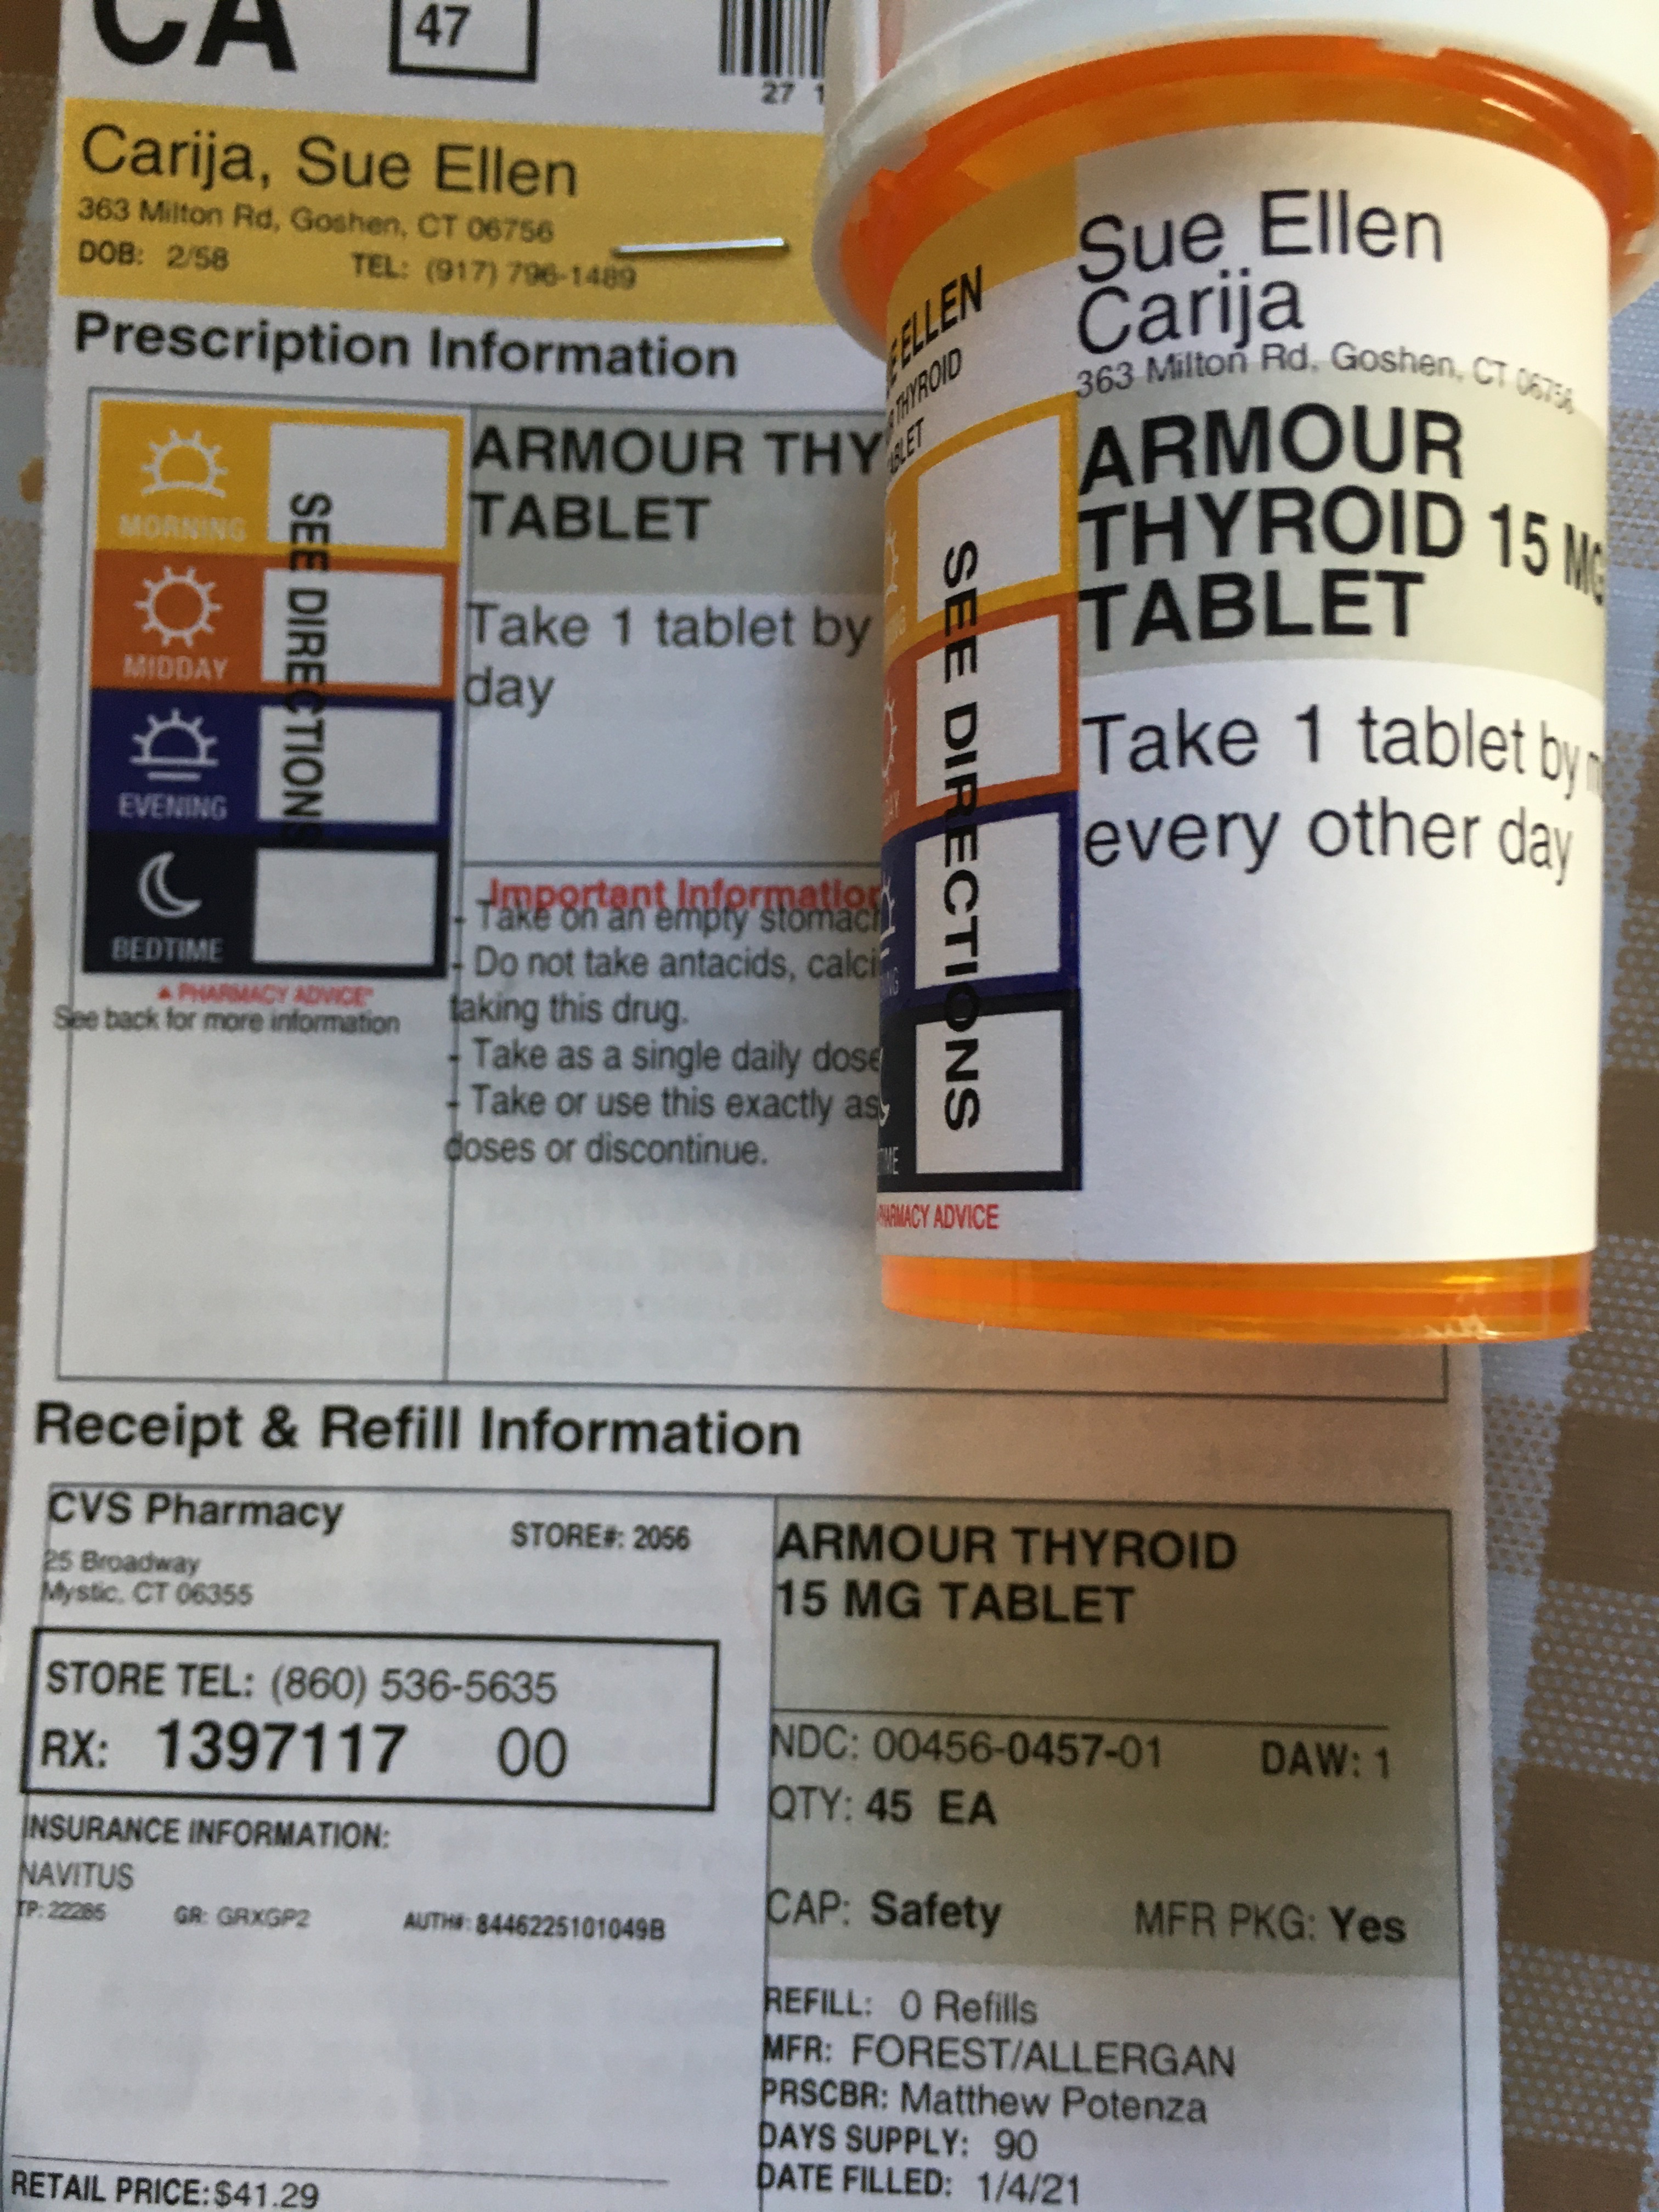 CA 47
27 1
Carija, Sue Ellen
363 Milton Rd, Goshen, CT 06756
DOB: 2/58 TEL: (917) 796-1489
Prescription Information
MORNING
MIDDAY
EVENING
BEDTIME
SEE DIRECTIONS
PHARMACY ADVICE
See back for more information
ARMOUR THY
TABLET
Take 1 tablet by
day
Important Information
- Take on an empty stomach
- Do not take antacids, calci
taking this drug.
- Take as a single daily dose
- Take or use this exactly as
doses or discontinue.
Receipt & Refill Information
CVS Pharmacy STORE#: 2056
25 Broadway
Mystic, CT 06355
STORE TEL: (860) 536-5635
RX: 1397117 00
INSURANCE INFORMATION:
NAVITUS
TP: 22285 GR: GRXGP2 AUTH#: 8446225101049B
RETAIL PRICE: $41.29
ARMOUR THYROID
15 MG TABLET
NDC: 00456-0457-01 DAW: 1
QTY: 45 EA
CAP: Safety MFR PKG: Yes
REFILL: 0 Refills
MFR: FOREST/ALLERGAN
PRSCBR: Matthew Potenza
DAYS SUPPLY: 90
DATE FILLED: 1/4/21
E ELLEN
THYROID
BLET
SEE DIRECTIONS
PHARMACY ADVICE
Sue Ellen
Carija
363 Milton Rd, Goshen, CT 06756
ARMOUR
THYROID 15 MG
TABLET
Take 1 tablet by m
every other day